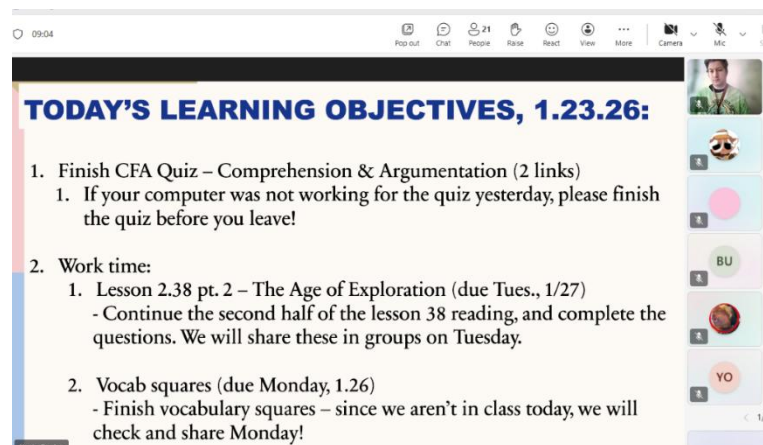 09:04
21
Pop out Chat People Raise React View More Camera Mic
TODAY'S LEARNING OBJECTIVES, 1.23.26:
1. Finish CFA Quiz – Comprehension & Argumentation (2 links)
1. If your computer was not working for the quiz yesterday, please finish
the quiz before you leave!
2. Work time:
1. Lesson 2.38 pt. 2 – The Age of Exploration (due Tues., 1/27)
- Continue the second half of the lesson 38 reading, and complete the
questions. We will share these in groups on Tuesday.
2. Vocab squares (due Monday, 1.26)
- Finish vocabulary squares – since we aren't in class today, we will
check and share Monday!
BU
YO